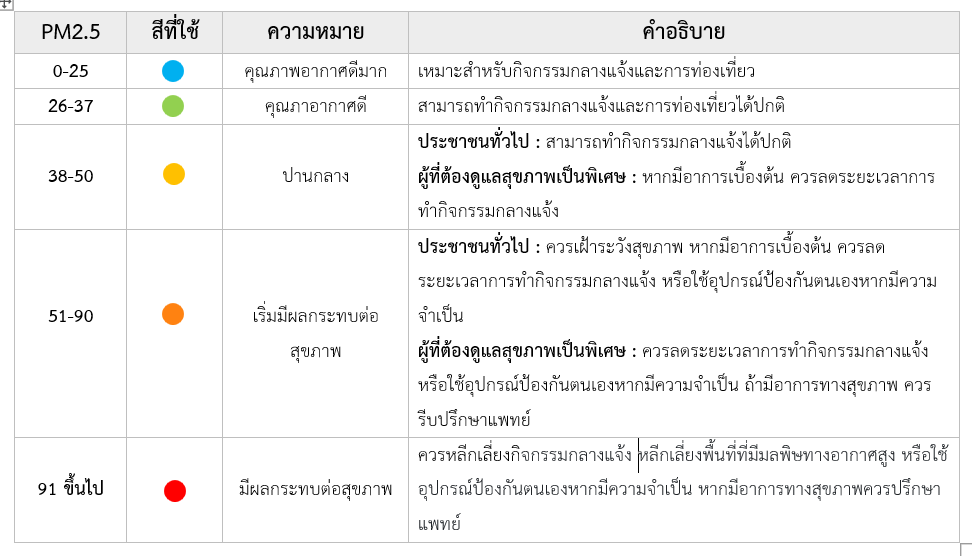 PM2.5 สีที่ใช้ ความหมาย คำอธิบาย
0-25 คุณภาพอากาศดีมาก เหมาะสำหรับกิจกรรมกลางแจ้งและการท่องเที่ยว
26-37 คุณภาอากาศดี สามารถทำกิจกรรมกลางแจ้งและการท่องเที่ยวได้ปกติ
38-50 ปานกลาง
ประชาชนทั่วไป : สามารถทำกิจกรรมกลางแจ้งได้ปกติ
ผู้ที่ต้องดูแลสุขภาพเป็นพิเศษ : หากมีอาการเบื้องต้น ควรลดระยะเวลาการ
ทำกิจกรรมกลางแจ้ง
51-90
เริ่มมีผลกระทบต่อ
สุขภาพ
ประชาชนทั่วไป : ควรเฝ้าระวังสุขภาพ หากมีอาการเบื้องต้น ควรลด
ระยะเวลาการทำกิจกรรมกลางแจ้ง หรือใช้อุปกรณ์ป้องกันตนเองหากมีความ
จำเป็น
ผู้ที่ต้องดูแลสุขภาพเป็นพิเศษ : ควรลดระยะเวลาการทำกิจกรรมกลางแจ้ง
หรือใช้อุปกรณ์ป้องกันตนเองหากมีความจำเป็น ถ้ามีอาการทางสุขภาพ ควร
รีบปรึกษาแพทย์
91 ขึ้นไป มีผลกระทบต่อสุขภาพ
ควรหลีกเลี่ยงกิจกรรมกลางแจ้ง หลีกเลี่ยงพื้นที่ที่มีมลพิษทางอากาศสูง หรือใช้
อุปกรณ์ป้องกันตนเองหากมีความจำเป็น หากมีอาการทางสุขภาพควรปรึกษา
แพทย์